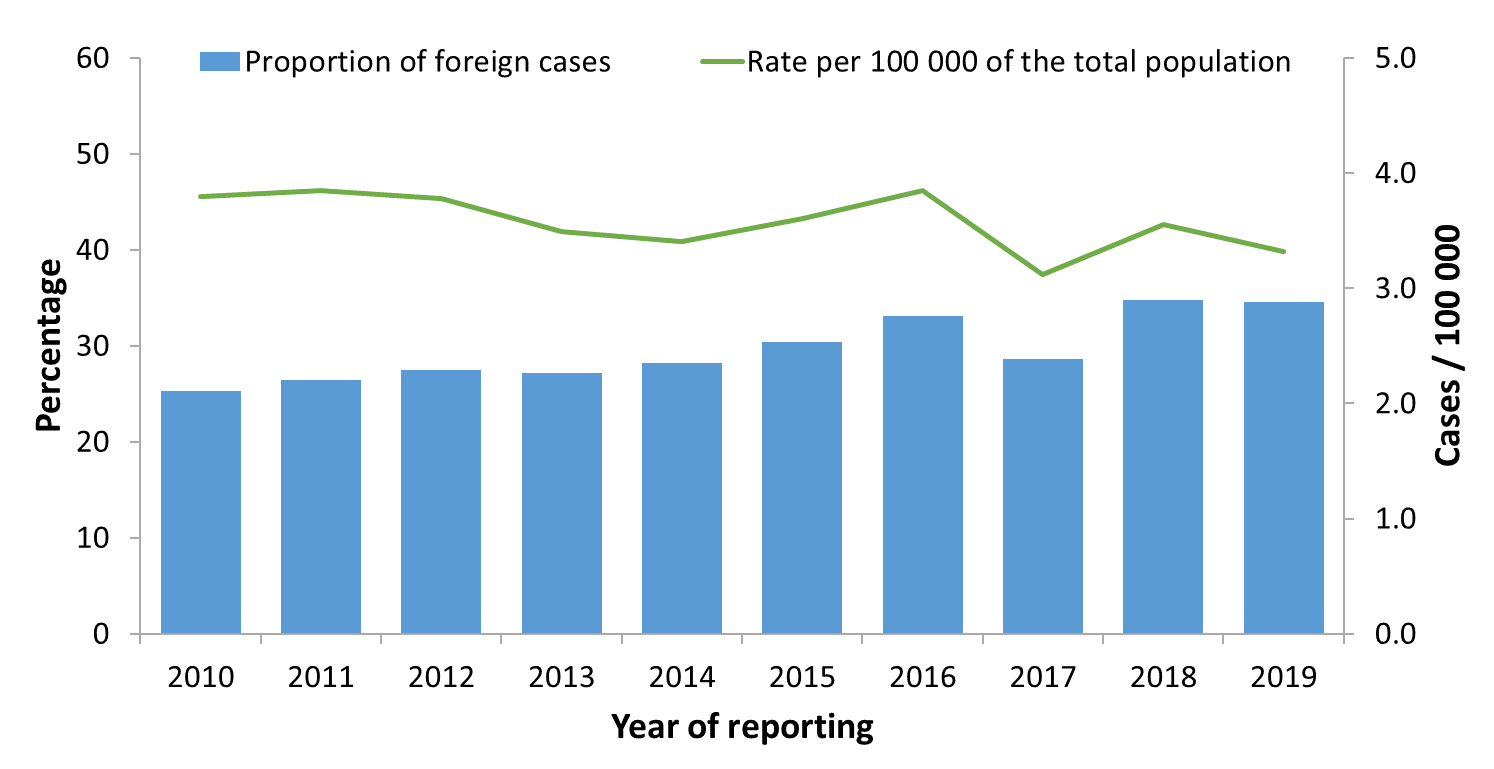 Proportion of foreign cases
Rate per 100 000 of the total population
60
50
40
30
20
10
0
Percentage
5.0
4.0
3.0
2.0
1.0
0.0
Cases / 100 000
2010 2011 2012 2013 2014 2015 2016 2017 2018 2019
Year of reporting